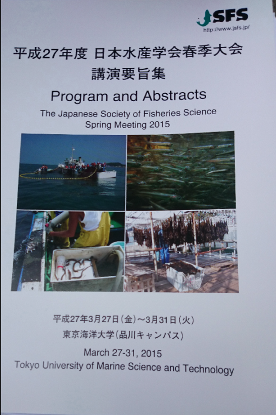 JSFS
http://www.jsfs.jp/
平成27年度 日本水産学会春季大会
講演要旨集
Program and Abstracts
The Japanese Society of Fisheries Science
Spring Meeting 2015
平成27年3月27日(金)～3月31日(火)
東京海洋大学(品川キャンパス)
March 27-31, 2015
Tokyo University of Marine Science and Technology